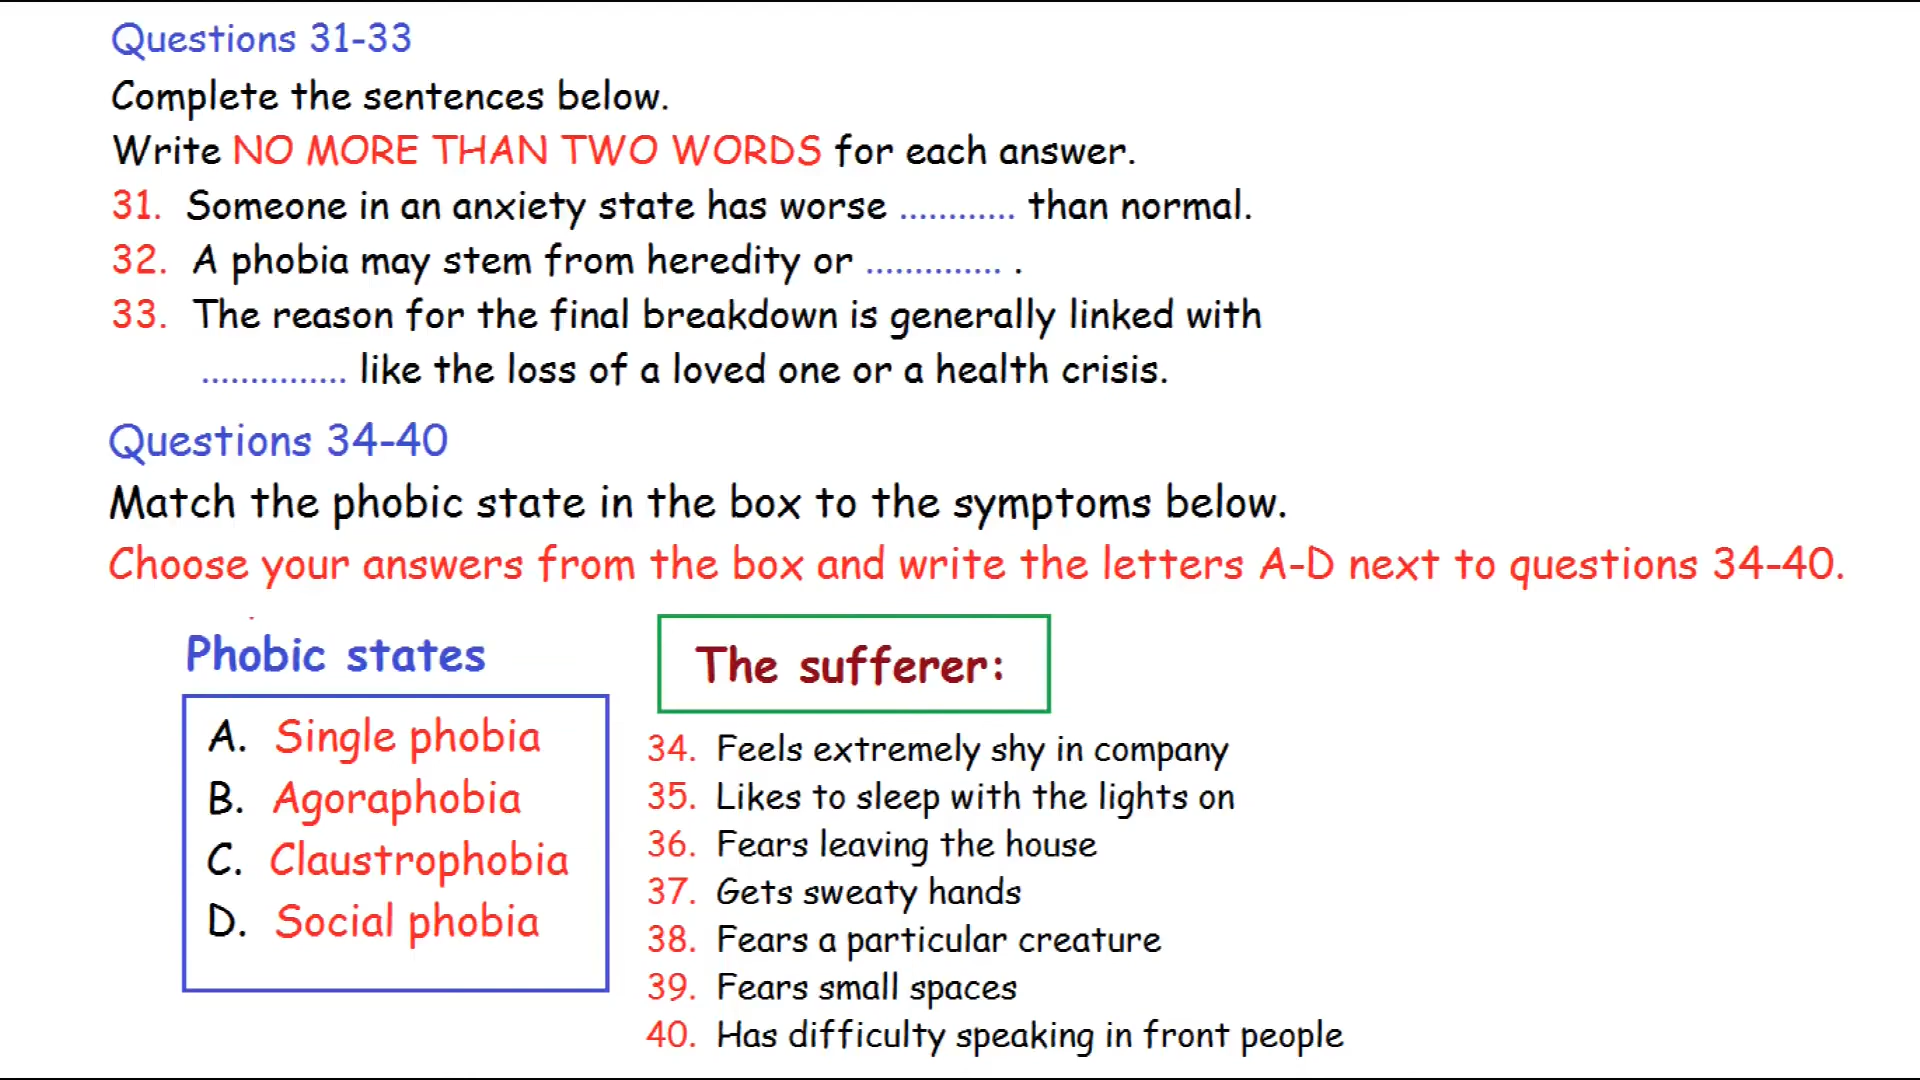 Questions 31-33
Complete the sentences below.
Write NO MORE THAN TWO WORDS for each answer.
31. Someone in an anxiety state has worse ............ than normal.
32. A phobia may stem from heredity or .............. .
33. The reason for the final breakdown is generally linked with
............... like the loss of a loved one or a health crisis.
Questions 34-40
Match the phobic state in the box to the symptoms below.
Choose your answers from the box and write the letters A-D next to questions 34-40.
Phobic states
A. Single phobia
B. Agoraphobia
C. Claustrophobia
D. Social phobia
The sufferer:
34. Feels extremely shy in company
35. Likes to sleep with the lights on
36. Fears leaving the house
37. Gets sweaty hands
38. Fears a particular creature
39. Fears small spaces
40. Has difficulty speaking in front people